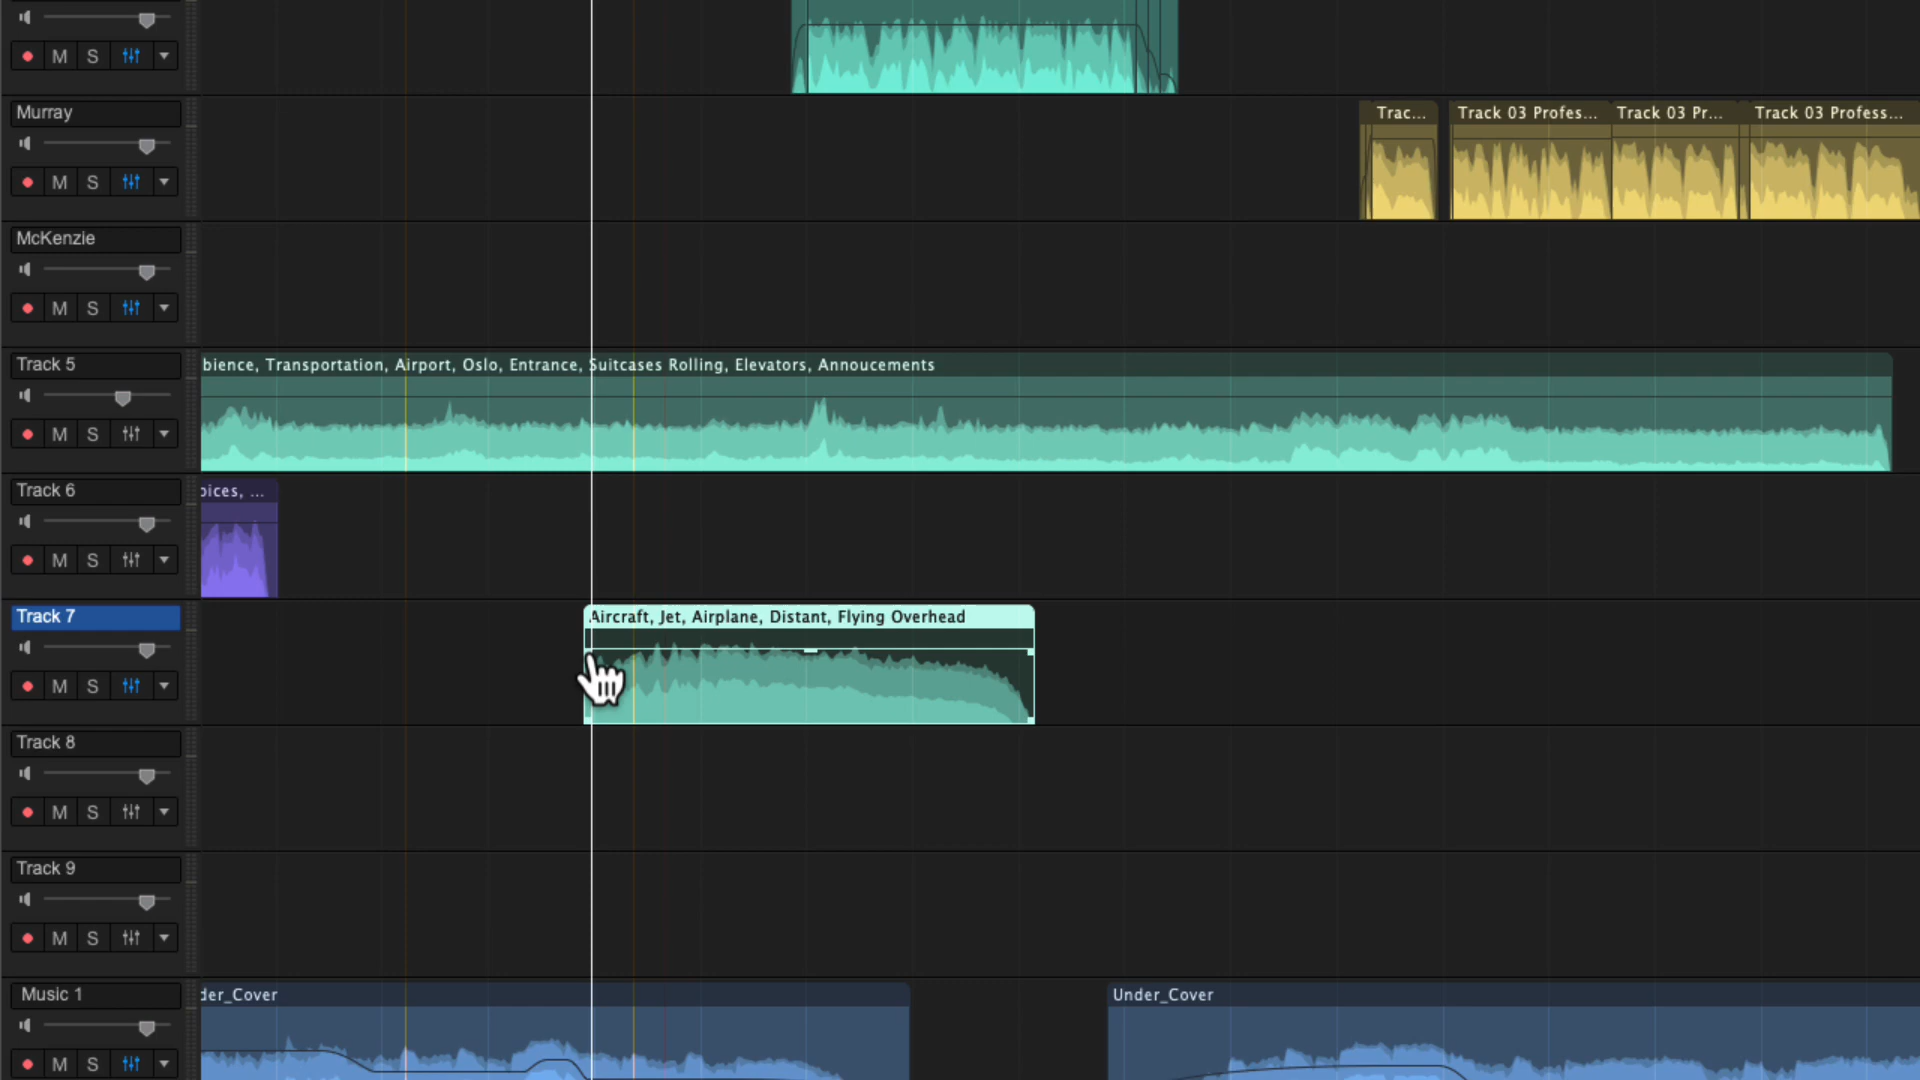 M S
Murray
Trac...
Track 03 Profes...
Track 03 Pr...
Track 03 Profess...
M S
McKenzie
M S
Track 5
bience, Transportation, Airport, Oslo, Entrance, Suitcases Rolling, Elevators, Annoucements
M S
Track 6
oices, ...
M S
Track 7
Aircraft, Jet, Airplane, Distant, Flying Overhead
M S
Track 8
M S
Track 9
M S
Music 1
der_Cover
Under_Cover
M S